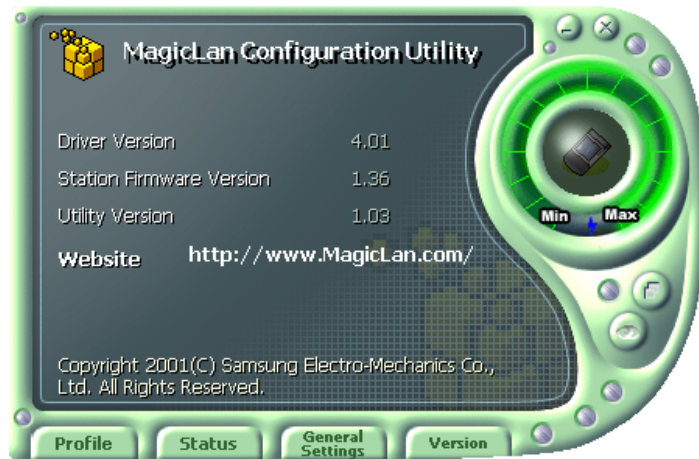 MagicLan Configuration Utility
Driver Version 4.01
Station Firmware Version 1.36
Utility Version 1.03
Website http://www.MagicLan.com/
Min Max
Copyright 2001(C) Samsung Electro-Mechanics Co.,
Ltd. All Rights Reserved.
Profile
Status
General
Settings
Version